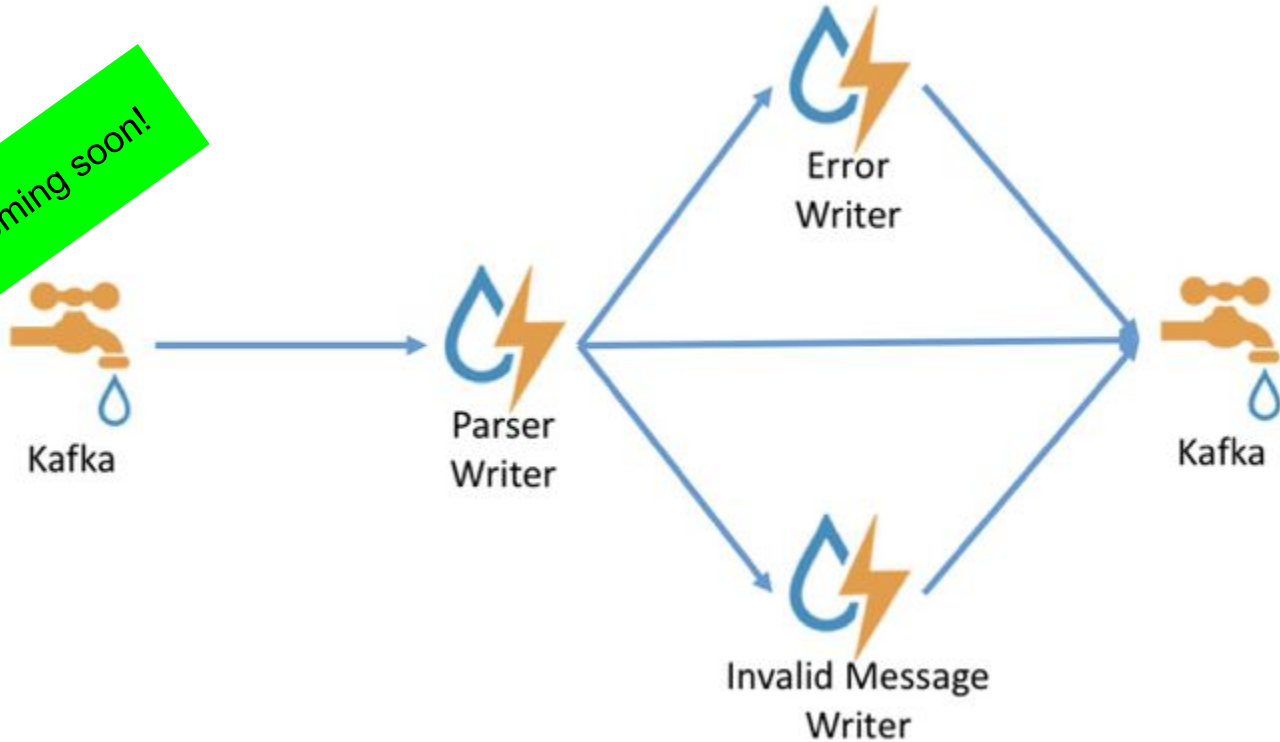 Error
Writer
ming soon!
Parser
Writer
Kafka
Kafka
Invalid Message
Writer